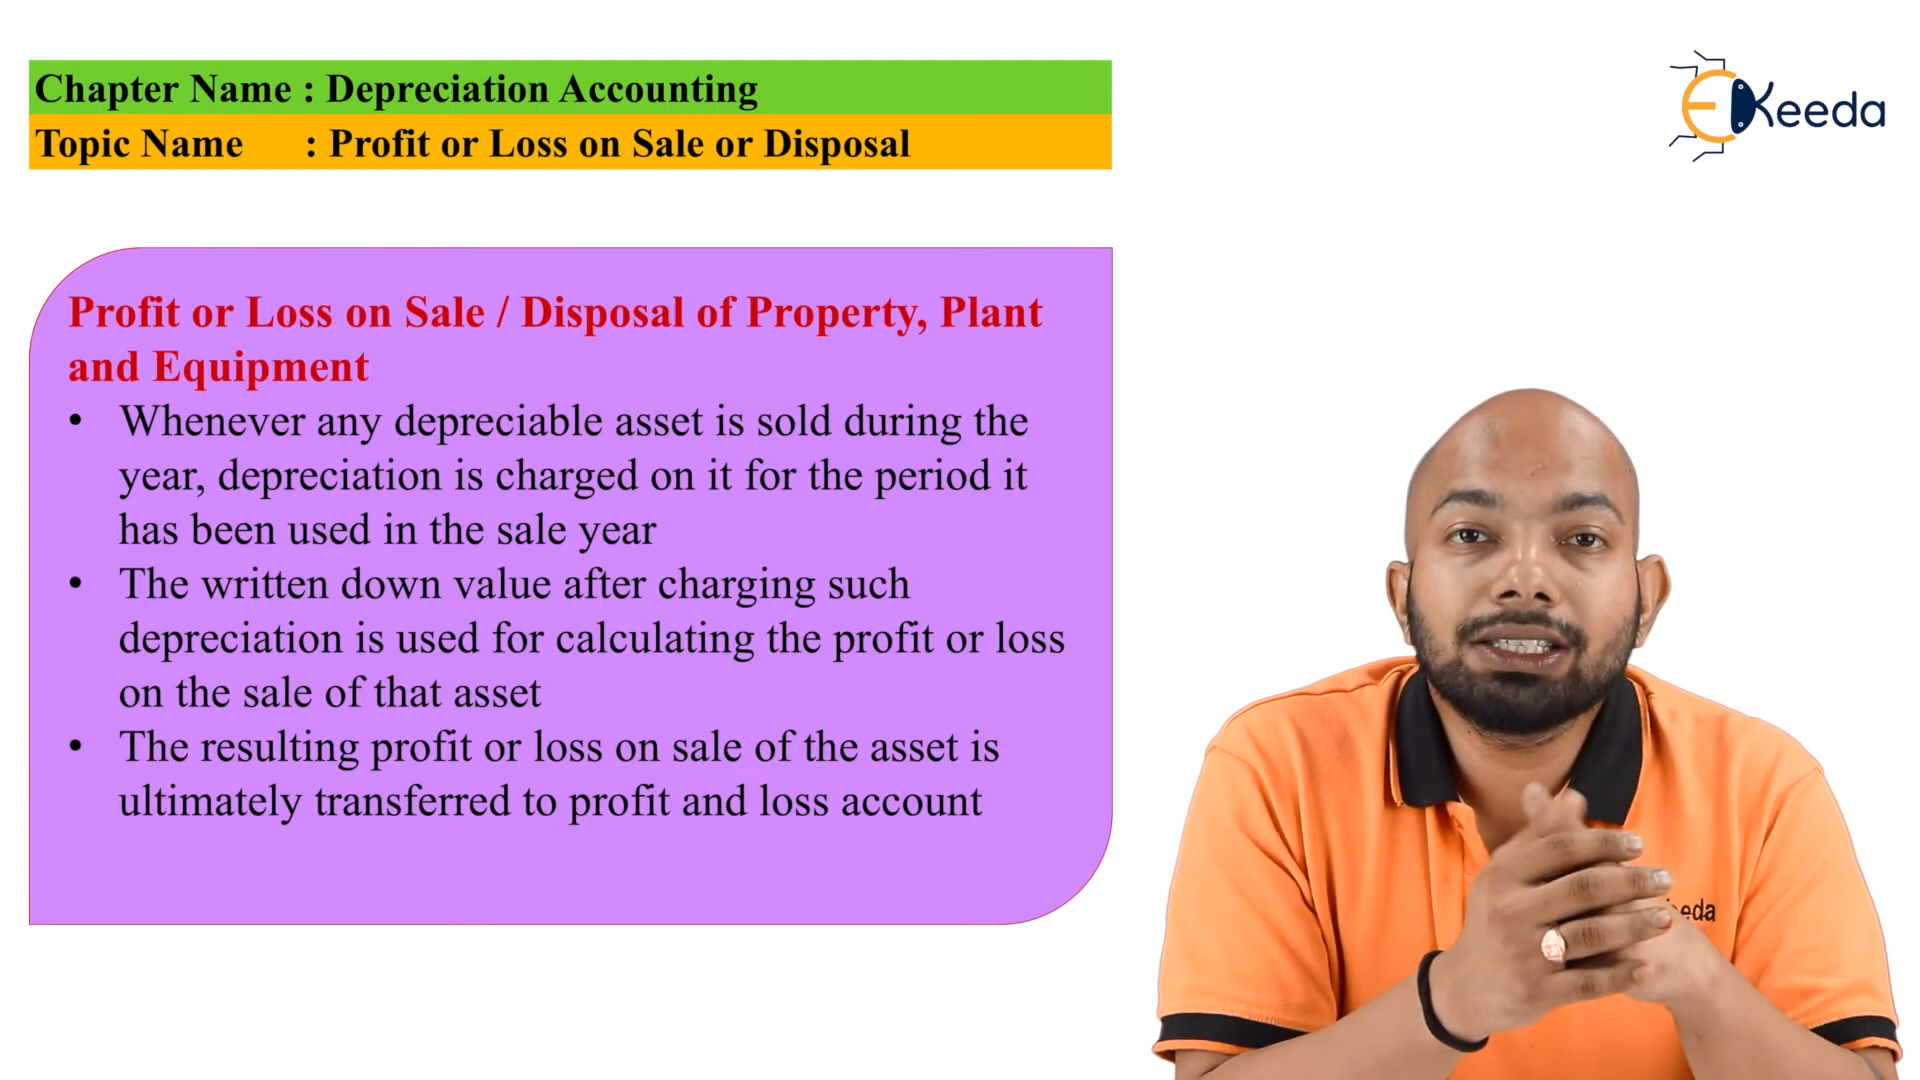 Chapter Name : Depreciation Accounting
Topic Name : Profit or Loss on Sale or Disposal
EKeeda
Profit or Loss on Sale / Disposal of Property, Plant
and Equipment
• Whenever any depreciable asset is sold during the
year, depreciation is charged on it for the period it
has been used in the sale year
• The written down value after charging such
depreciation is used for calculating the profit or loss
on the sale of that asset
• The resulting profit or loss on sale of the asset is
ultimately transferred to profit and loss account
eda